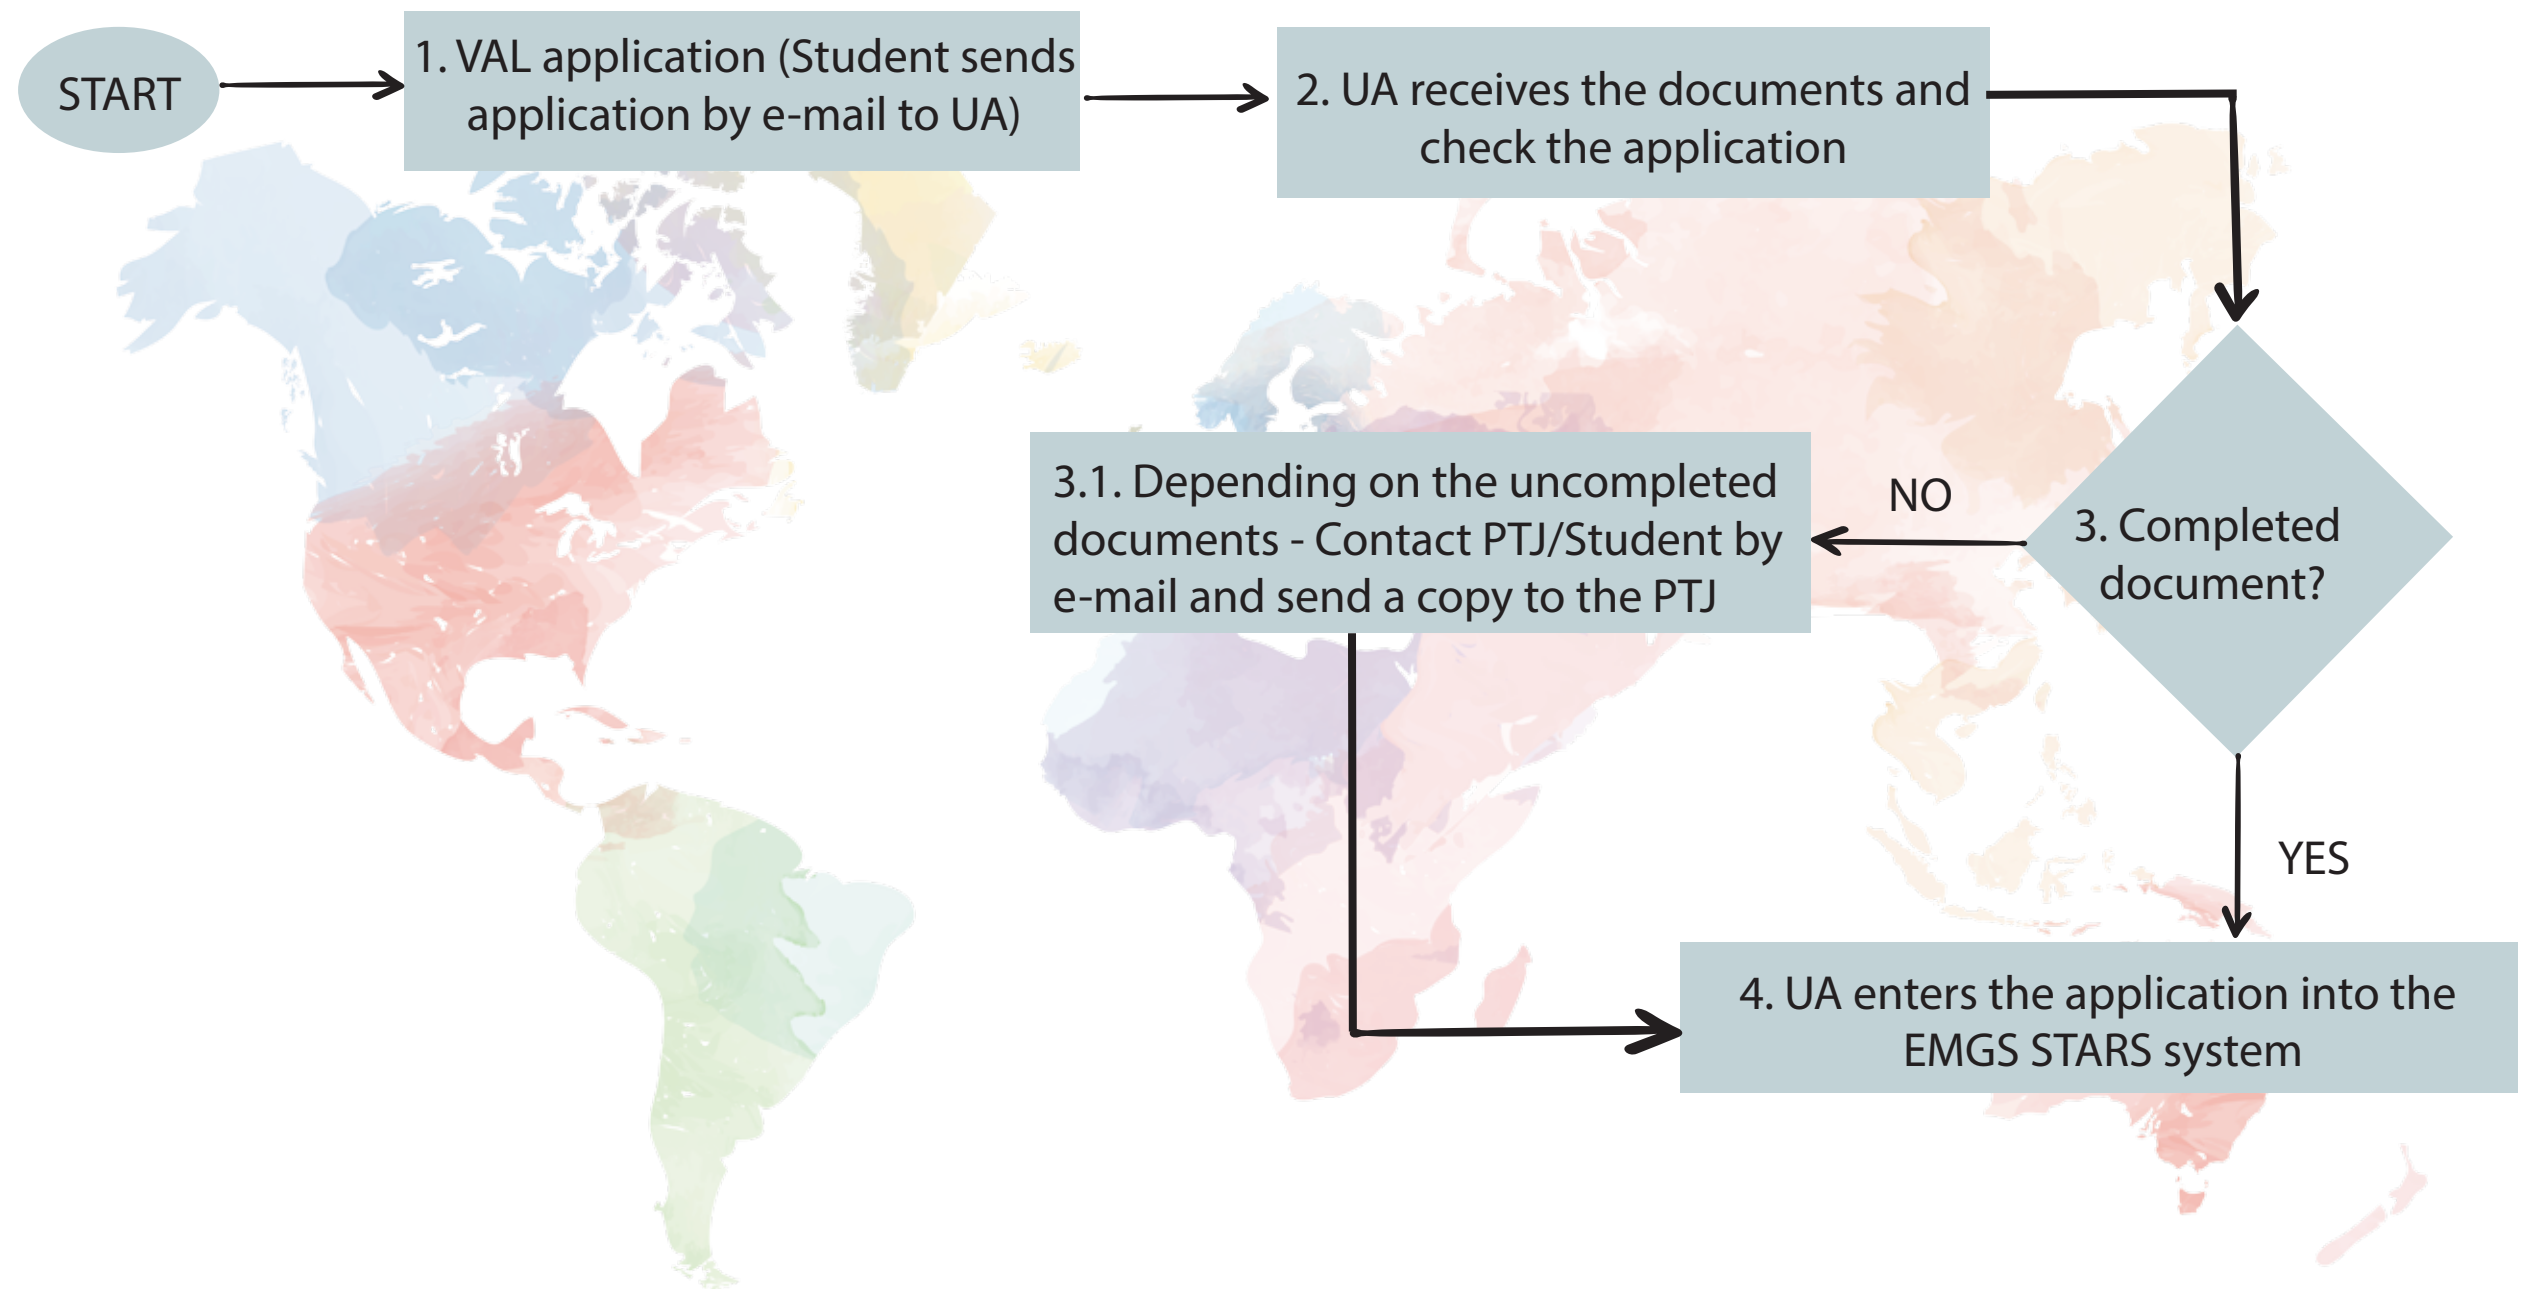 START
1. VAL application (Student sends
application by e-mail to UA)
2. UA receives the documents and
check the application
3. Completed
document?
NO
3.1. Depending on the uncompleted
documents - Contact PTJ/Student by
e-mail and send a copy to the PTJ
YES
4. UA enters the application into the
EMGS STARS system